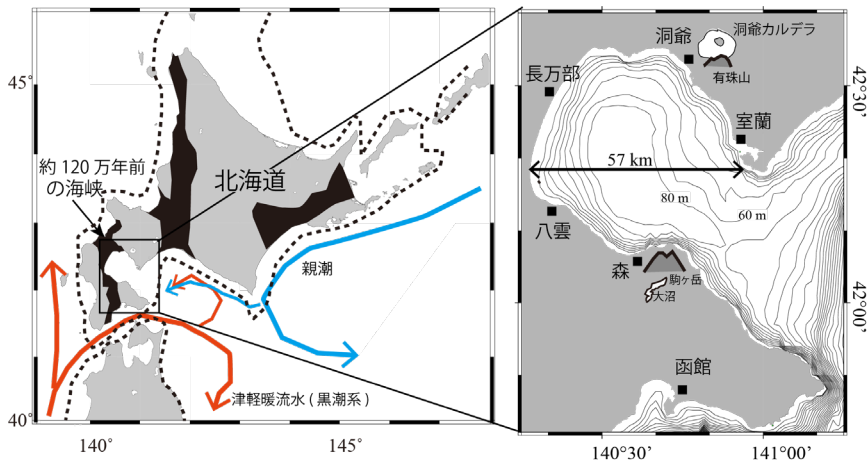 45°
40°
140°
145°
約 120 万年前
の海峡
北海道
親潮
津軽暖流水 ( 黒潮系 )
洞爺カルデラ
洞爺
有珠山
長万部
室蘭
57 km
80 m
60 m
八雲
森
駒ヶ岳
大沼
函館
42°30'
42°00'
140°30'
141°00'